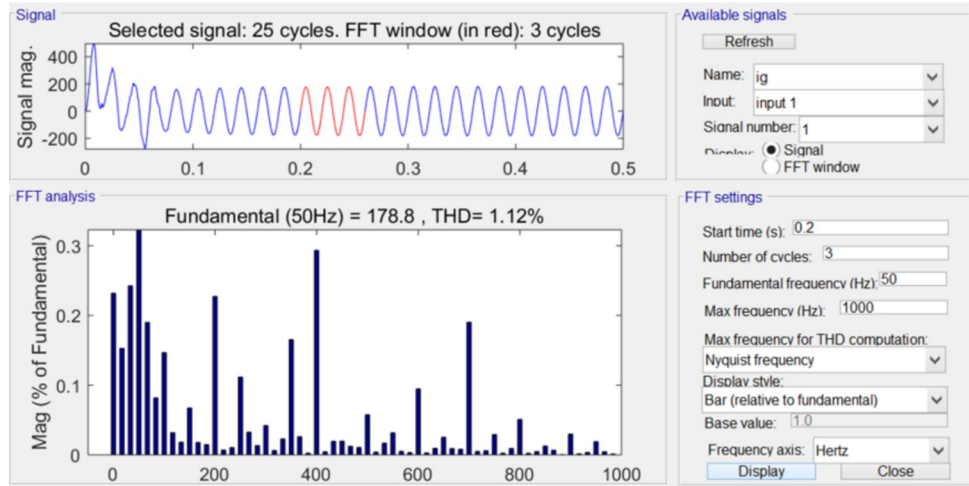 Signal
Selected signal: 25 cycles. FFT window (in red): 3 cycles
Signal mag.
400
200
0
-200
0
0.1
0.2
0.3
0.4
0.5
Available signals
Refresh
Name:
ig
Input:
input 1
Signal number:
1
Display:
Signal
FFT window
FFT analysis
Fundamental (50Hz) = 178.8 , THD= 1.12%
Mag (% of Fundamental)
0.3
0.2
0.1
0
0
200
400
600
800
1000
FFT settings
Start time (s):
0.2
Number of cycles:
3
Fundamental frequency (Hz):
50
Max frequency (Hz):
1000
Max frequency for THD computation:
Nyquist frequency
Display style:
Bar (relative to fundamental)
Base value:
1.0
Frequency axis:
Hertz
Display
Close